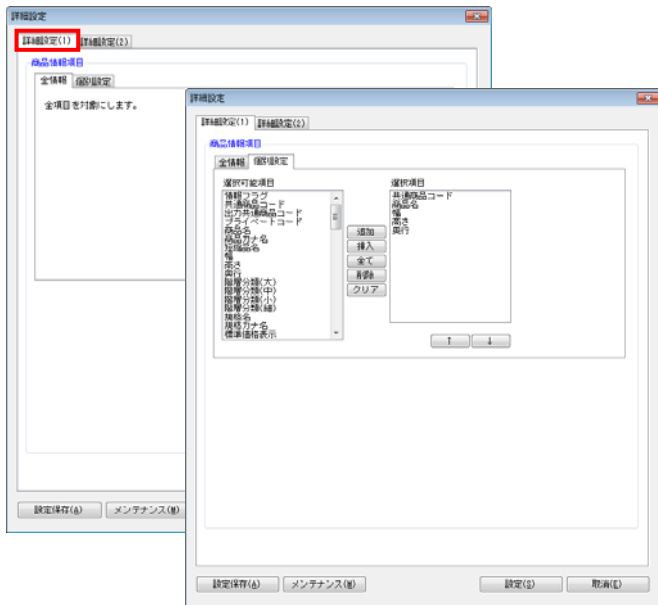 詳細設定
詳細設定(1) 詳細設定(2)
商品情報項目
全情報 個別設定
全項目を対象にします。
設定保存(A) メンテナンス(M)
詳細設定
詳細設定(1) 詳細設定(2)
商品情報項目
全情報 個別設定
選択可能項目
情報フラグ
共通商品コード
出力共通商品コード
プライベートコード
商品名
商品カナ名
短縮品名
幅
高さ
奥行
階層分類(大)
階層分類(中)
階層分類(小)
階層分類(細)
規格名
規格カナ名
標準価格表示
追加
挿入
全て
削除
クリア
選択項目
共通商品コード
商品名
幅
高さ
奥行
↑ ↓
設定保存(A) メンテナンス(M) 設定(S) 取消(C)